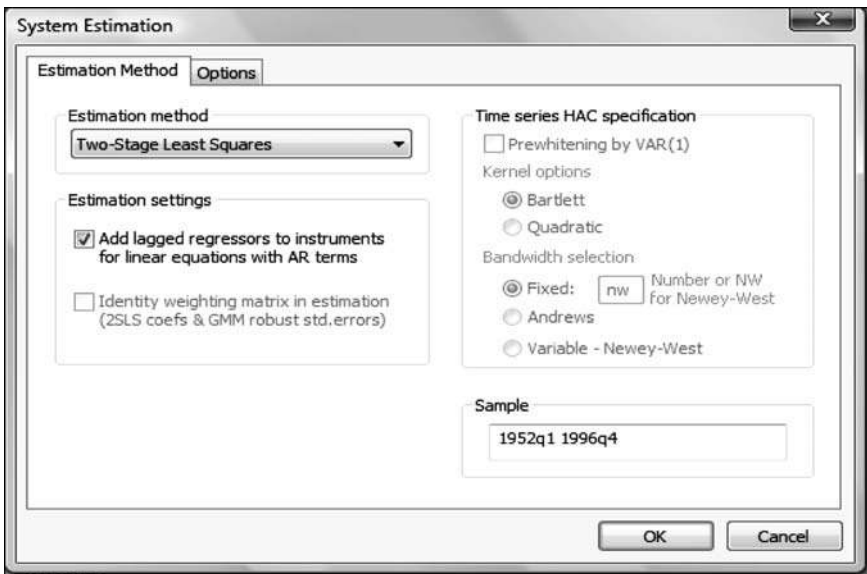 System Estimation
Estimation Method
Options
Estimation method
Two-Stage Least Squares
Estimation settings
Add lagged regressors to instruments
for linear equations with AR terms
Identity weighting matrix in estimation
(2SLS coefs & GMM robust std.errors)
Time series HAC specification
Prewhitening by VAR(1)
Kernel options
Bartlett
Quadratic
Bandwidth selection
Fixed: nw Number or NW
for Newey-West
Andrews
Variable - Newey-West
Sample
1952q1 1996q4
OK
Cancel